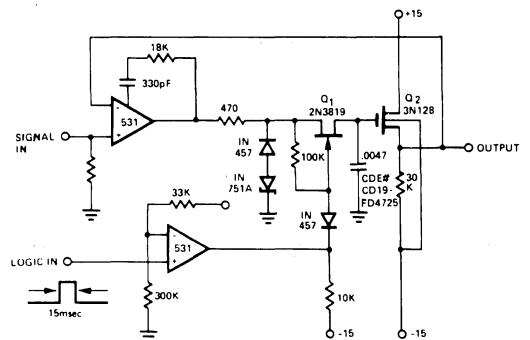 +15
18K
330pF
531
-
+
SIGNAL
IN
470
Q1
2N3819
Q2
3N128
IN
457
IN
751A
100K
.0047
CDE#
CD19-
FD4725
OUTPUT
30
K
33K
IN
457
531
-
+
LOGIC IN
15msec
300K
10K
-15
-15